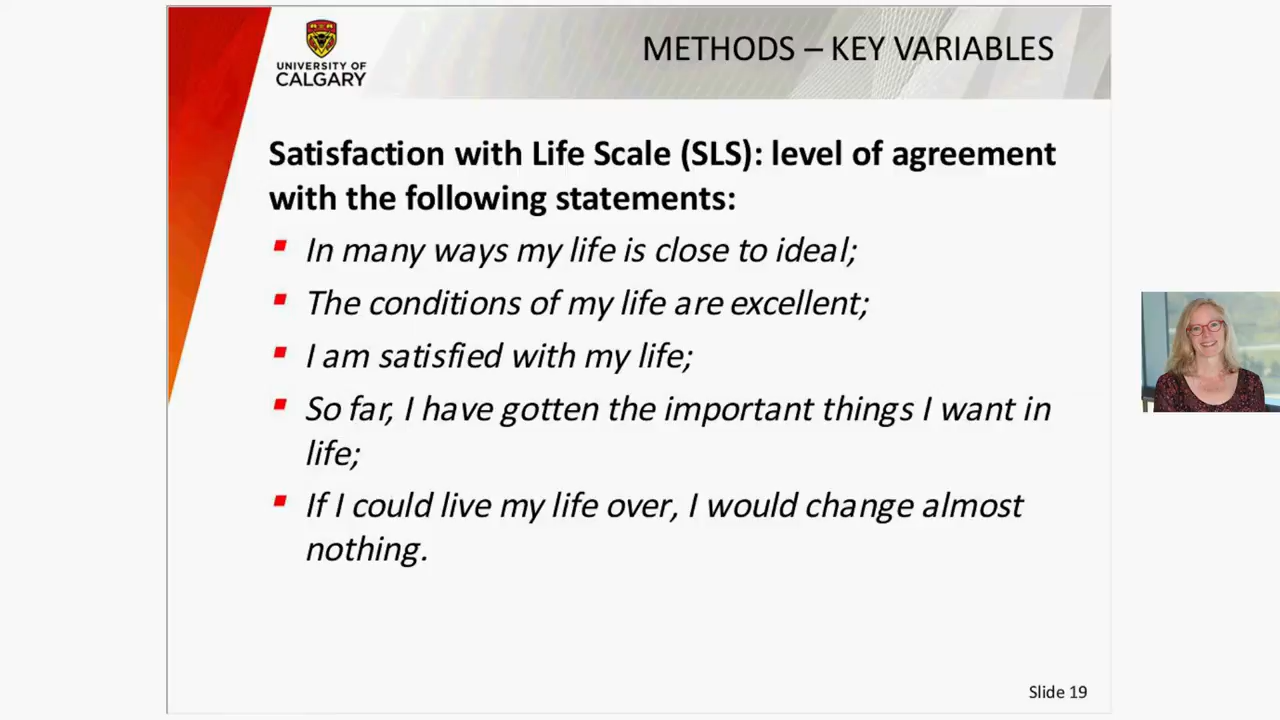 UNIVERSITY OF
CALGARY
METHODS – KEY VARIABLES
Satisfaction with Life Scale (SLS): level of agreement
with the following statements:
In many ways my life is close to ideal;
The conditions of my life are excellent;
I am satisfied with my life;
So far, I have gotten the important things I want in
life;
If I could live my life over, I would change almost
nothing.
Slide 19